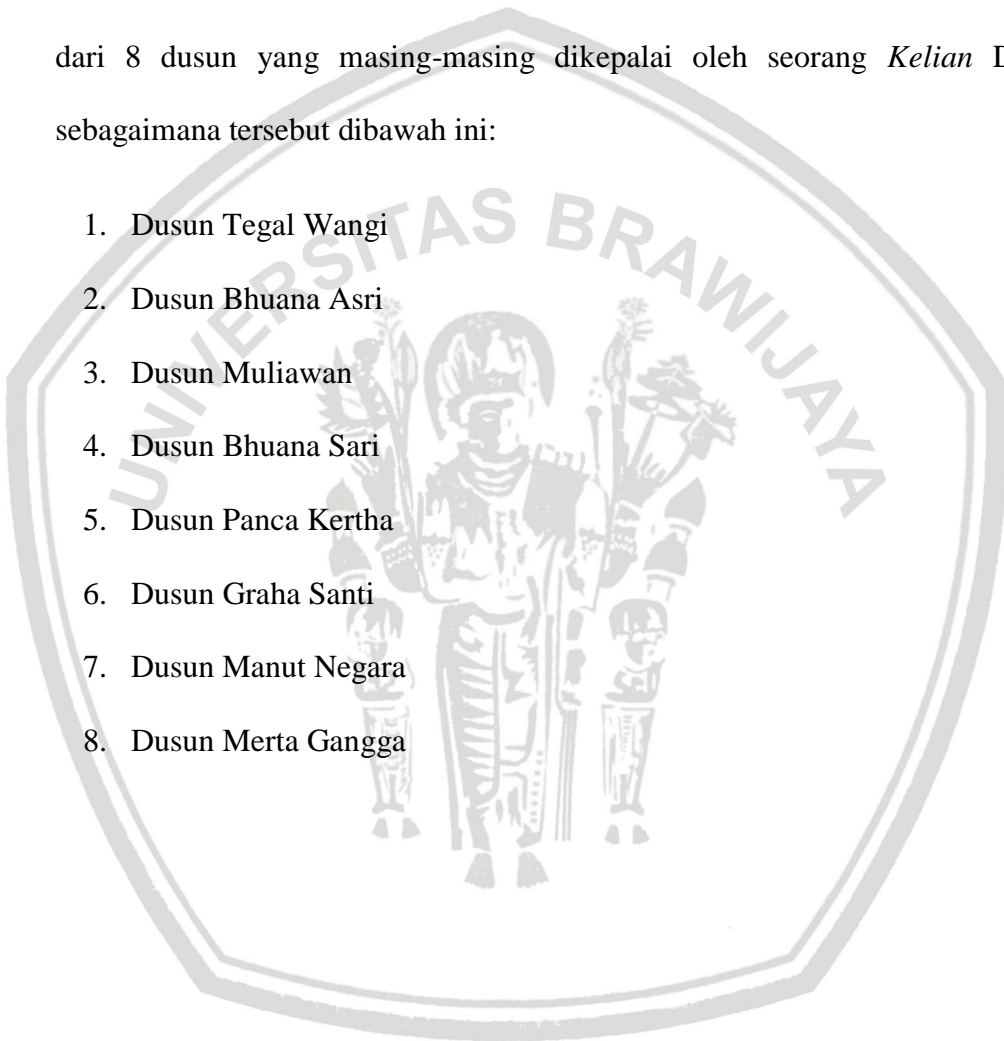 dari 8 dusun yang masing-masing dikepalai oleh seorang Kelian
sebagaimana tersebut dibawah ini:
UNIVERSITAS BRAWIJAYA
1. Dusun Tegal Wangi
2. Dusun Bhuana Asri
3. Dusun Muliawan
4. Dusun Bhuana Sari
5. Dusun Panca Kertha
6. Dusun Graha Santi
7. Dusun Manut Negara
8. Dusun Merta Gangga